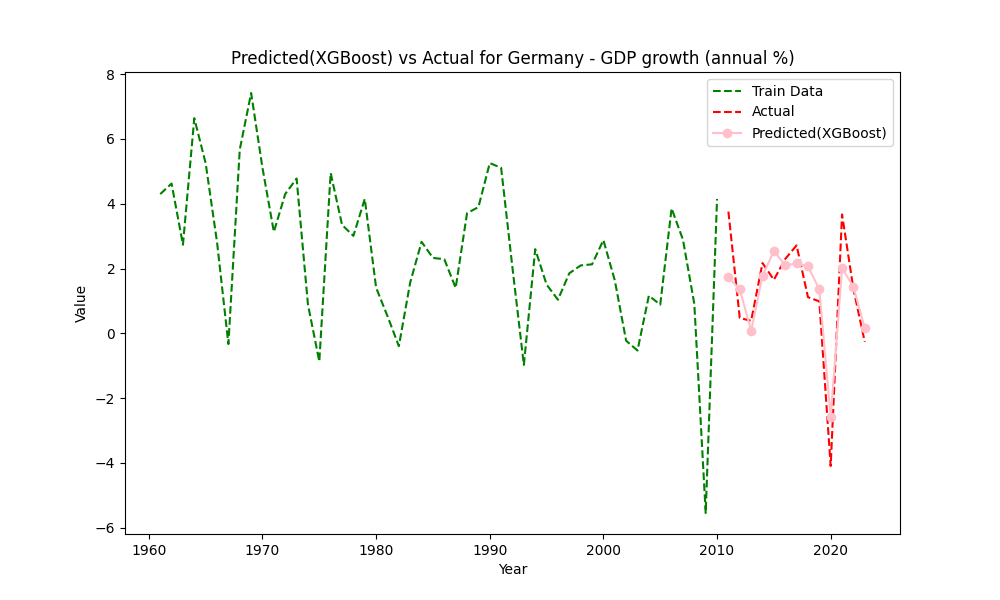 Predicted(XGBoost) vs Actual for Germany - GDP growth (annual %)
8
6
4
2
0
−2
−4
−6
Value
Train Data
Actual
Predicted(XGBoost)
1960
1970
1980
1990
2000
2010
2020
Year